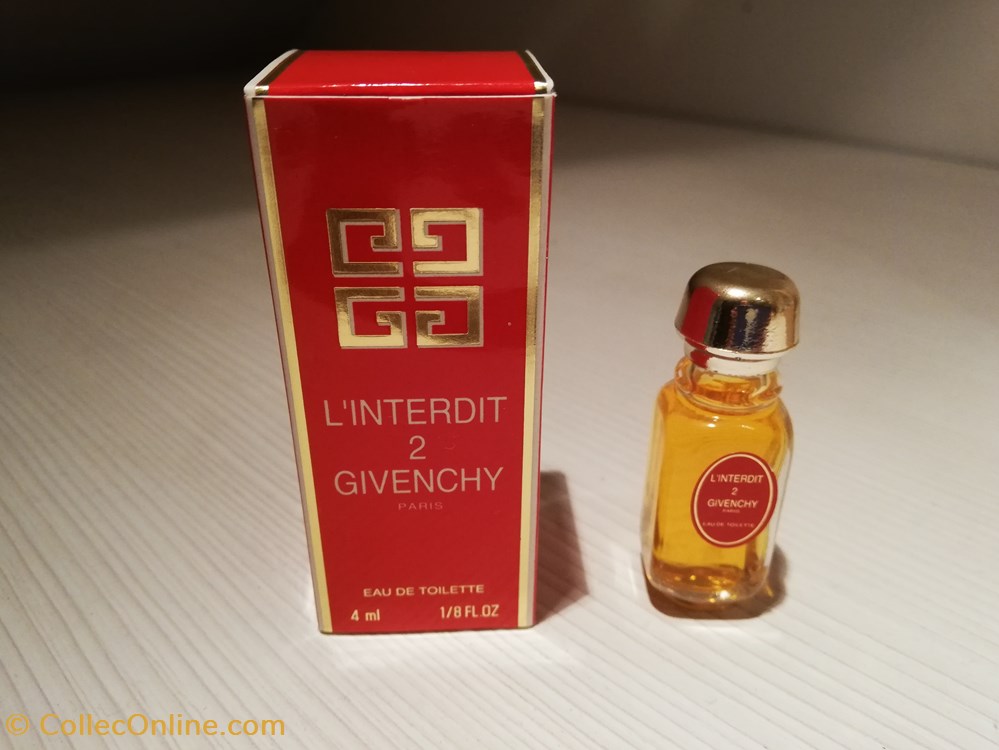 L'INTERDIT
2
GIVENCHY
PARIS
EAU DE TOILETTE
4 ml 1/8 FL.OZ
L'INTERDIT
2
GIVENCHY
PARIS
EAU DE TOILETTE
© CollecOnline.com